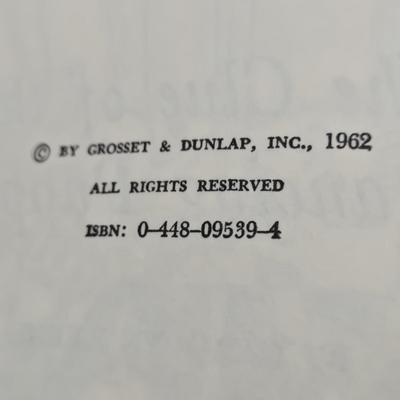 © BY GROSSET & DUNLAP, INC., 1962
ALL RIGHTS RESERVED
ISBN: 0-448-09539-4